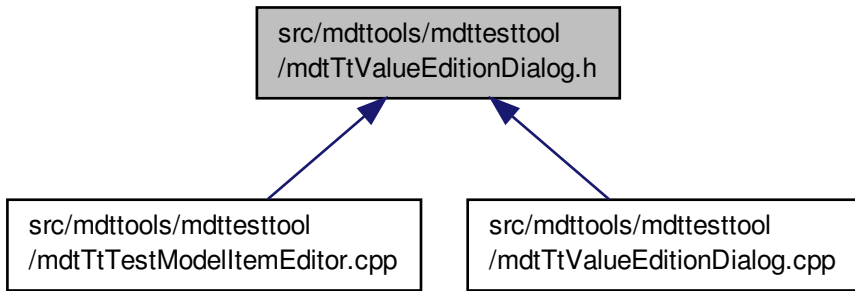 src/mdttools/mdttesttool
/mdtTtValueEditionDialog.h
src/mdttools/mdttesttool
/mdtTtTestModelItemEditor.cpp
src/mdttools/mdttesttool
/mdtTtValueEditionDialog.cpp